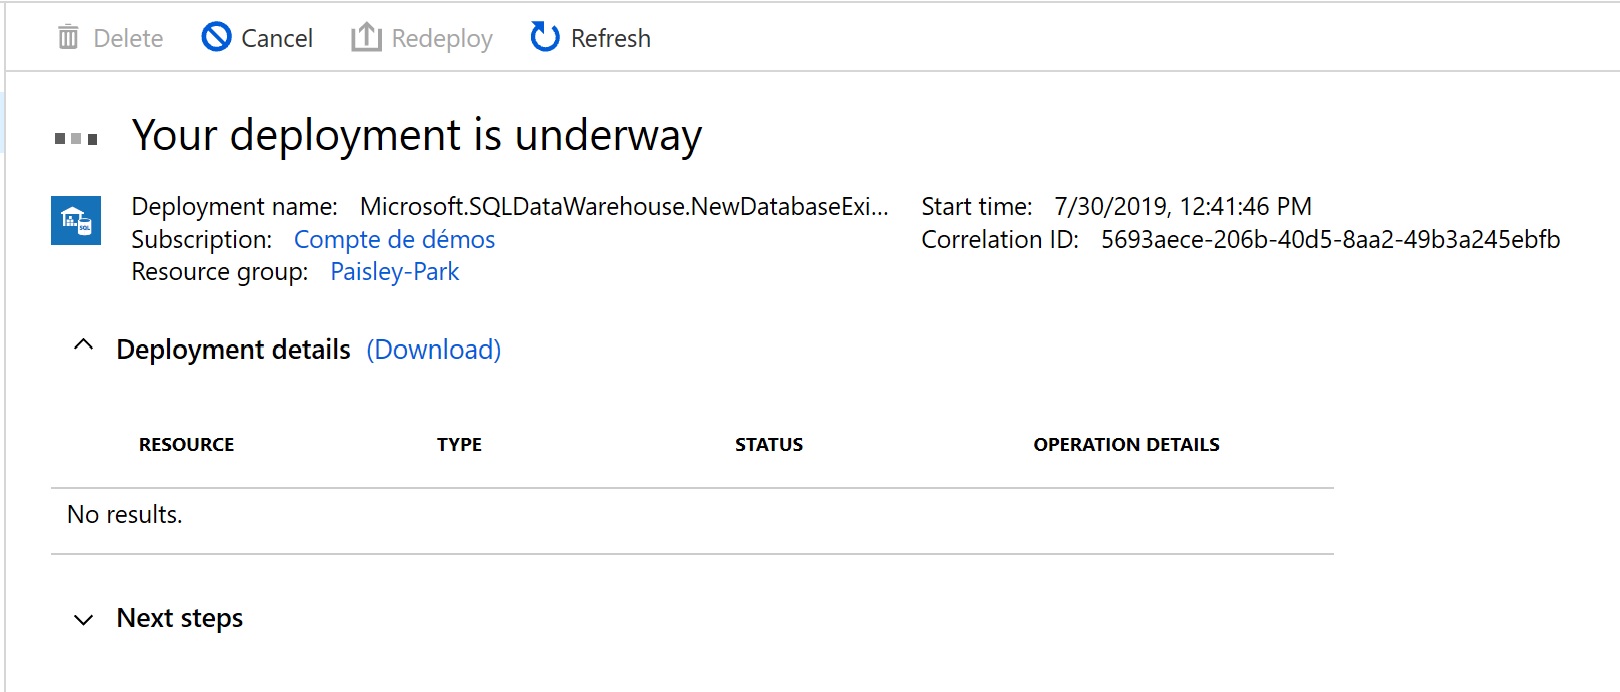 Delete Cancel Redeploy Refresh
Your deployment is underway
Deployment name: Microsoft.SQLDataWarehouse.NewDatabaseExi... Start time: 7/30/2019, 12:41:46 PM
Subscription: Compte de démos Correlation ID: 5693aece-206b-40d5-8aa2-49b3a245ebfb
Resource group: Paisley-Park
SQL
Deployment details (Download)
RESOURCE TYPE STATUS OPERATION DETAILS
No results.
Next steps